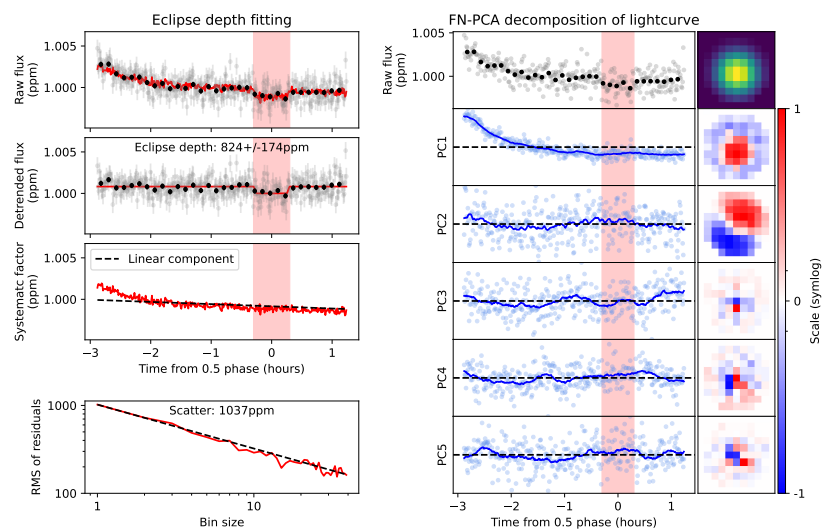 Eclipse depth fitting
1.005
1.000
Raw flux
(ppm)
Eclipse depth: 824+/-174ppm
1.005
1.000
Detrended flux
(ppm)
Linear component
1.005
1.000
Systematc factor
(ppm)
−3 −2 −1 0 1
Time from 0.5 phase (hours)
Scatter: 1037ppm
1000
100
RMS of residuals
1 10
Bin size
FN-PCA decomposition of lightcurve
1.005
1.000
Raw flux
(ppm)
PC1
PC2
PC3
PC4
PC5
−3 −2 −1 0 1
Time from 0.5 phase (hours)
1
0
-1
Scale (symlog)